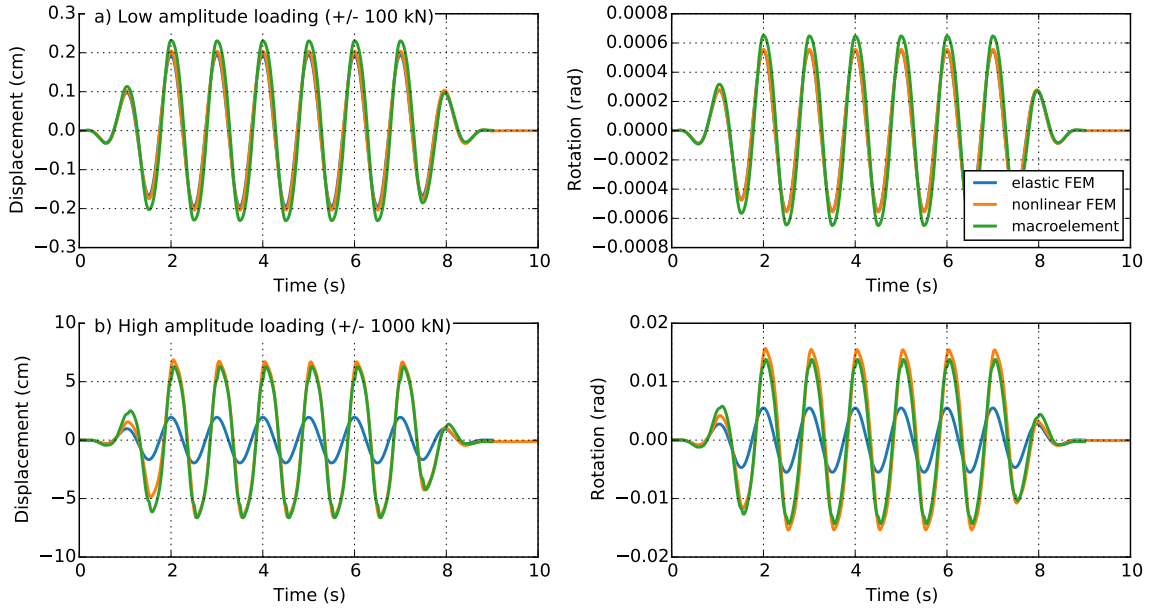 a) Low amplitude loading (+/- 100 kN)
Displacement (cm)
0.3
0.2
0.1
0.0
−0.1
−0.2
−0.3
0 2 4 6 8 10
Time (s)
Rotation (rad)
0.0008
0.0006
0.0004
0.0002
0.0000
−0.0002
−0.0004
−0.0006
−0.0008
elastic FEM
nonlinear FEM
macroelement
0 2 4 6 8 10
Time (s)
b) High amplitude loading (+/- 1000 kN)
Displacement (cm)
10
5
0
−5
−10
0 2 4 6 8 10
Time (s)
Rotation (rad)
0.02
0.01
0.00
−0.01
−0.02
0 2 4 6 8 10
Time (s)